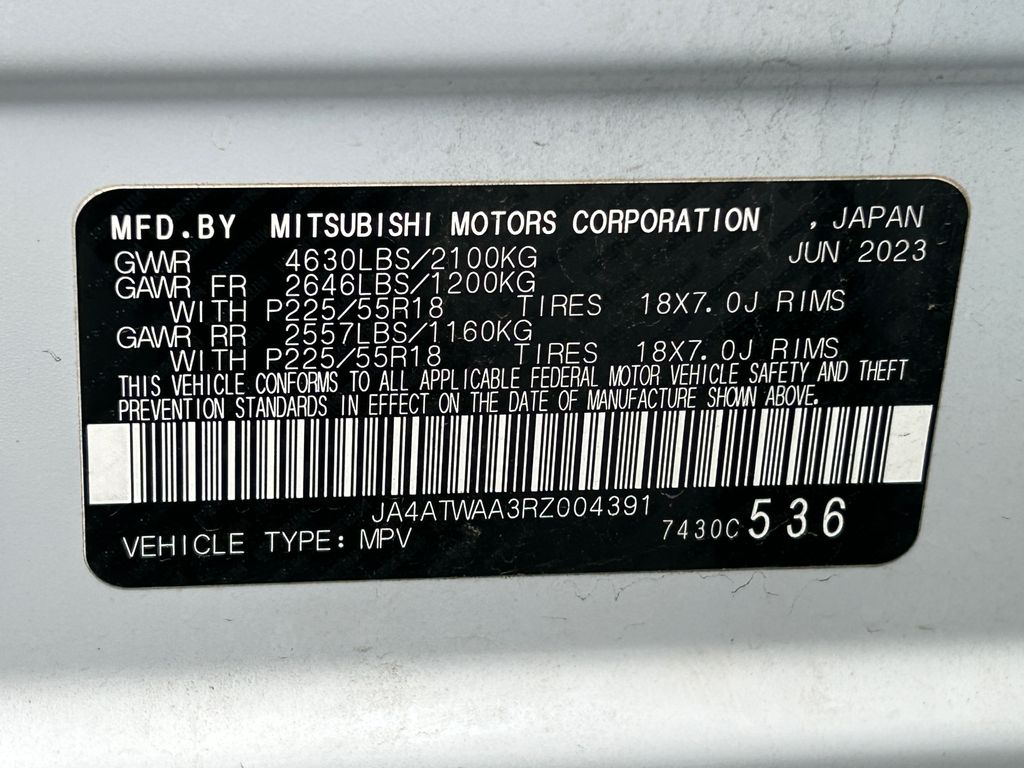 MFD.BY MITSUBISHI MOTORS CORPORATION , JAPAN
GVWR 4630LBS/2100KG JUN 2023
GAWR FR 2646LBS/1200KG
WITH P225/55R18 TIRES 18X7.0J RIMS
GAWR RR 2557LBS/1160KG
WITH P225/55R18 TIRES 18X7.0J RIMS
THIS VEHICLE CONFORMS TO ALL APPLICABLE FEDERAL MOTOR VEHICLE SAFETY AND THEFT
PREVENTION STANDARDS IN EFFECT ON THE DATE OF MANUFACTURE SHOWN ABOVE.
JA4ATWAA3RZ004391
VEHICLE TYPE: MPV 7430C 536